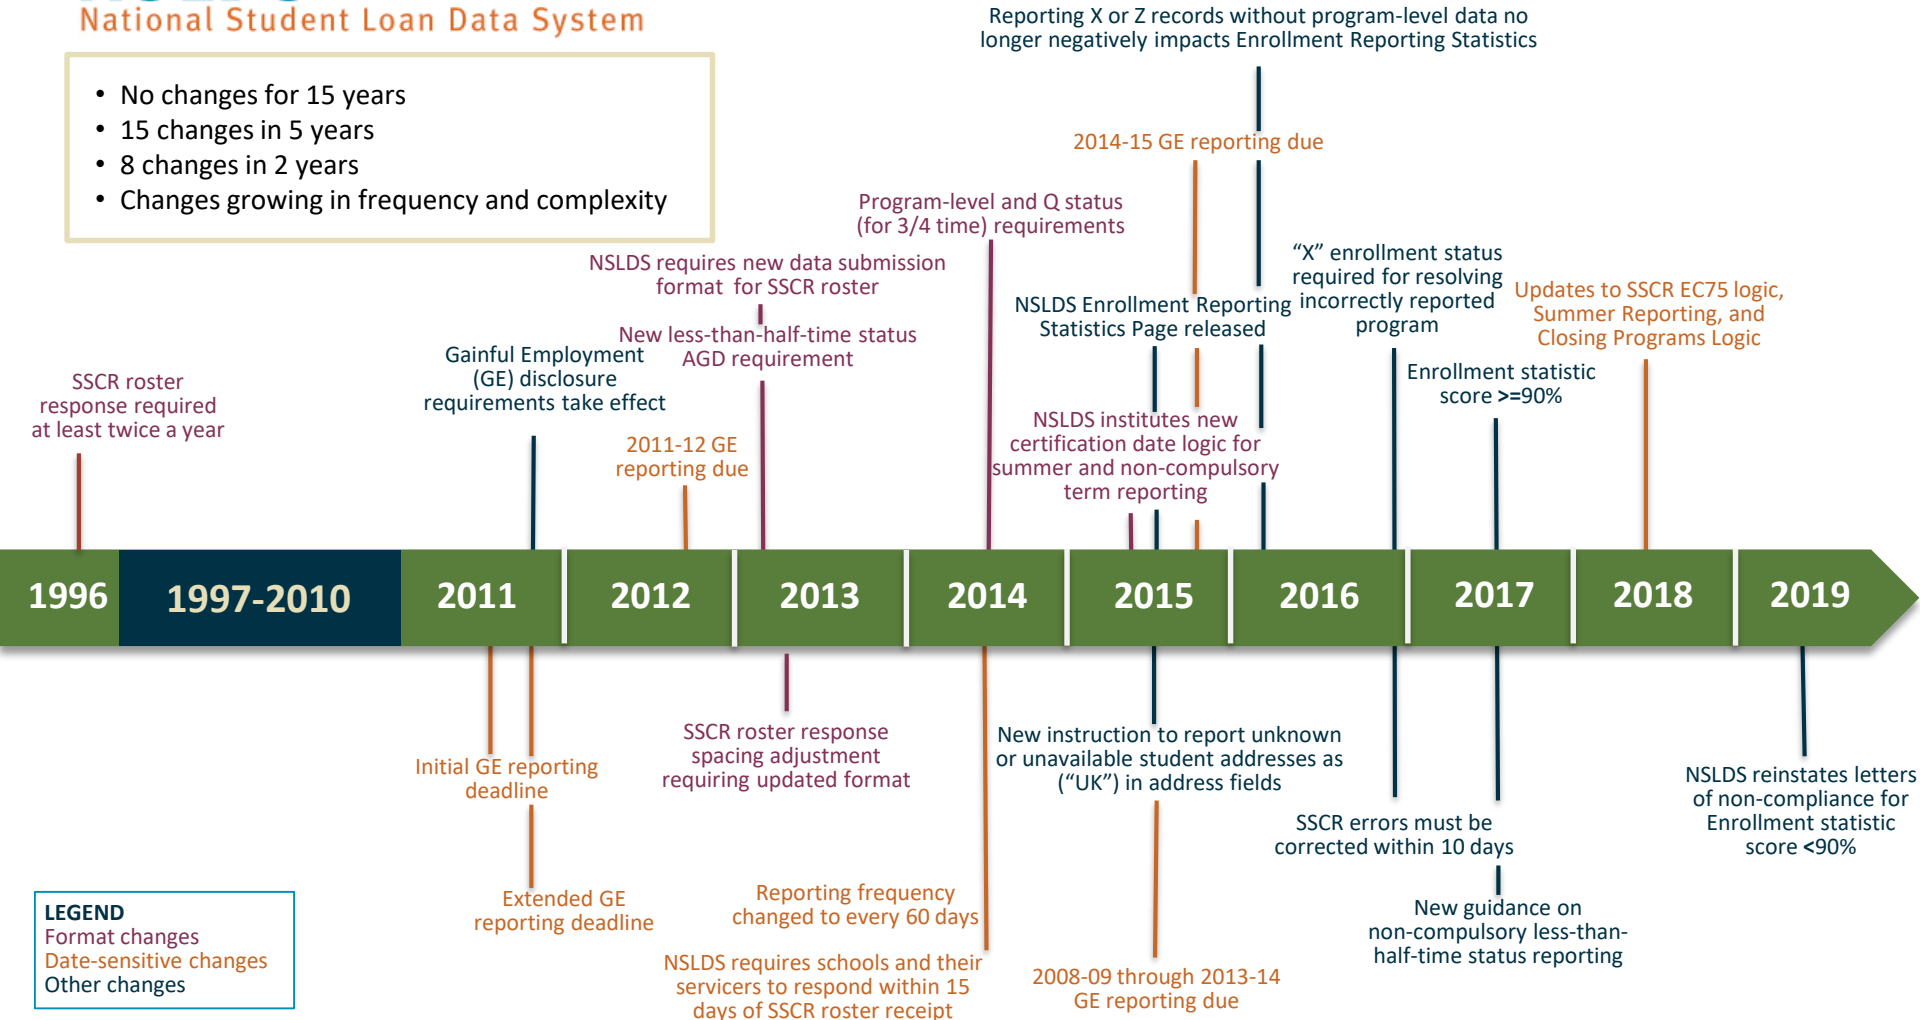 National Student Loan Data System
• No changes for 15 years
• 15 changes in 5 years
• 8 changes in 2 years
• Changes growing in frequency and complexity
Reporting X or Z records without program-level data no
longer negatively impacts Enrollment Reporting Statistics
2014-15 GE reporting due
Program-level and Q status
(for 3/4 time) requirements
NSLDS requires new data submission
format for SSCR roster
New less-than-half-time status
AGD requirement
Gainful Employment
(GE) disclosure
requirements take effect
SSCR roster
response required
at least twice a year
2011-12 GE
reporting due
NSLDS Enrollment Reporting
Statistics Page released
NSLDS institutes new
certification date logic for
summer and non-compulsory
term reporting
“X” enrollment status
required for resolving
incorrectly reported
program
Enrollment statistic
score >=90%
Updates to SSCR EC75 logic,
Summer Reporting, and
Closing Programs Logic
1996
1997-2010
2011
2012
2013
2014
2015
2016
2017
2018
2019
Initial GE reporting
deadline
Extended GE
reporting deadline
SSCR roster response
spacing adjustment
requiring updated format
Reporting frequency
changed to every 60 days
NSLDS requires schools and their
servicers to respond within 15
days of SSCR roster receipt
New instruction to report unknown
or unavailable student addresses as
(“UK”) in address fields
2008-09 through 2013-14
GE reporting due
SSCR errors must be
corrected within 10 days
New guidance on
non-compulsory less-than-
half-time status reporting
NSLDS reinstates letters
of non-compliance for
Enrollment statistic
score <90%
LEGEND
Format changes
Date-sensitive changes
Other changes